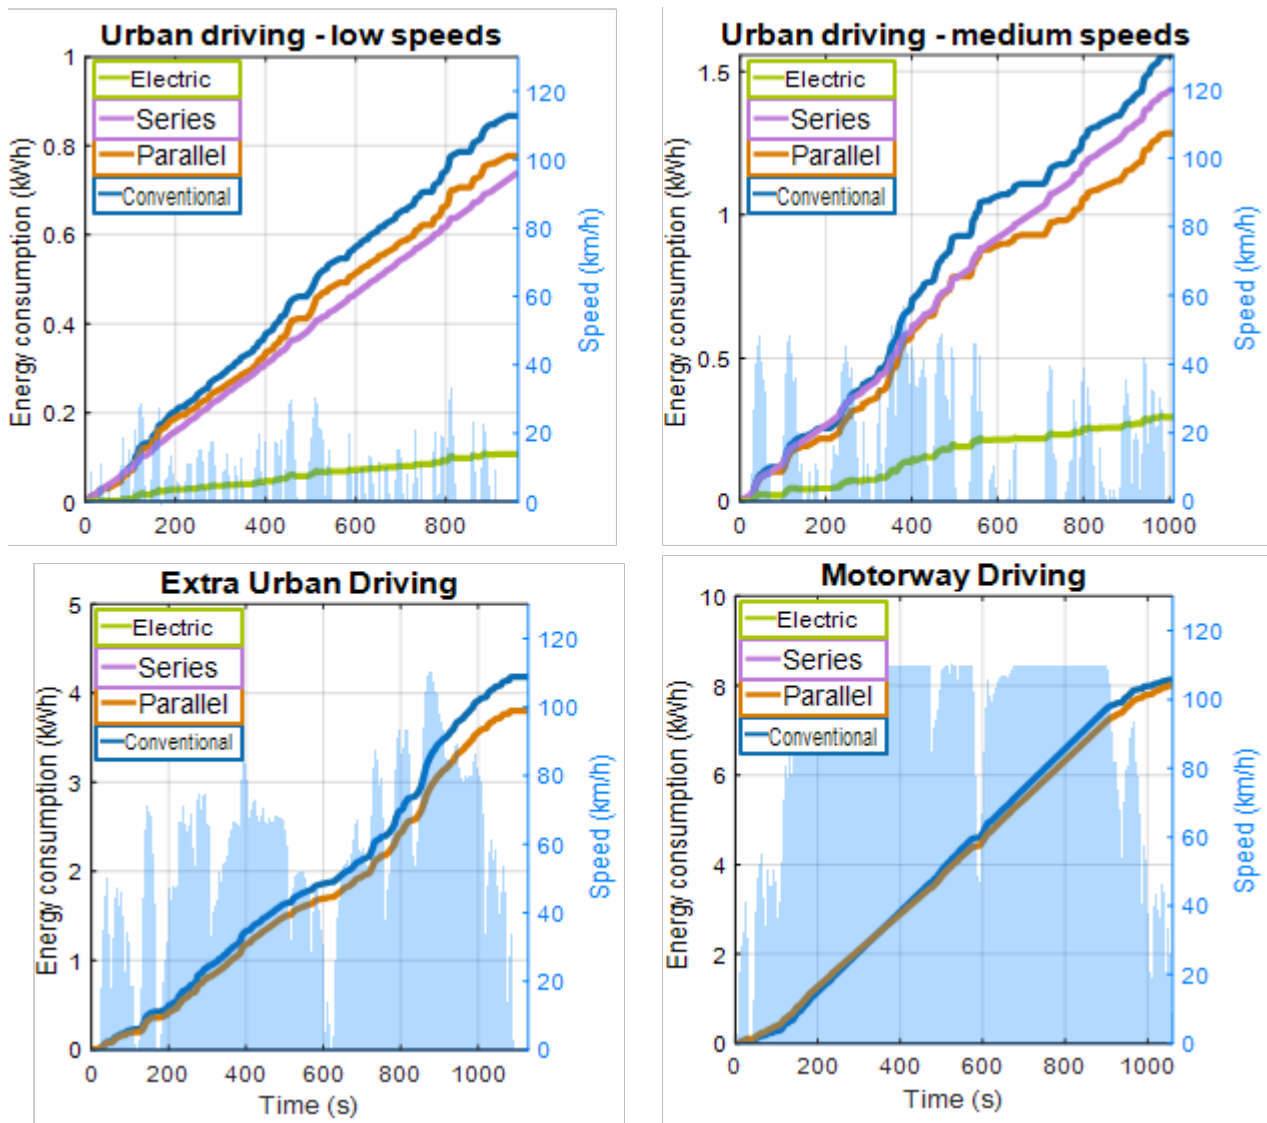 Urban driving - low speeds
1
0.8
0.6
0.4
0.2
0
Energy consumption (kWh)
Electric
Series
Parallel
Conventional
120
100
80
60
40
20
0
Speed (km/h)
0 200 400 600 800
Urban driving - medium speeds
1.5
1
0.5
0
Energy consumption (kWh)
Electric
Series
Parallel
Conventional
120
100
80
60
40
20
0
Speed (km/h)
0 200 400 600 800 1000
Extra Urban Driving
5
4
3
2
1
0
Energy consumption (kWh)
Electric
Series
Parallel
Conventional
120
100
80
60
40
20
0
Speed (km/h)
0 200 400 600 800 1000
Time (s)
Motorway Driving
10
8
6
4
2
0
Energy consumption (kWh)
Electric
Series
Parallel
Conventional
120
100
80
60
40
20
0
Speed (km/h)
0 200 400 600 800 1000
Time (s)